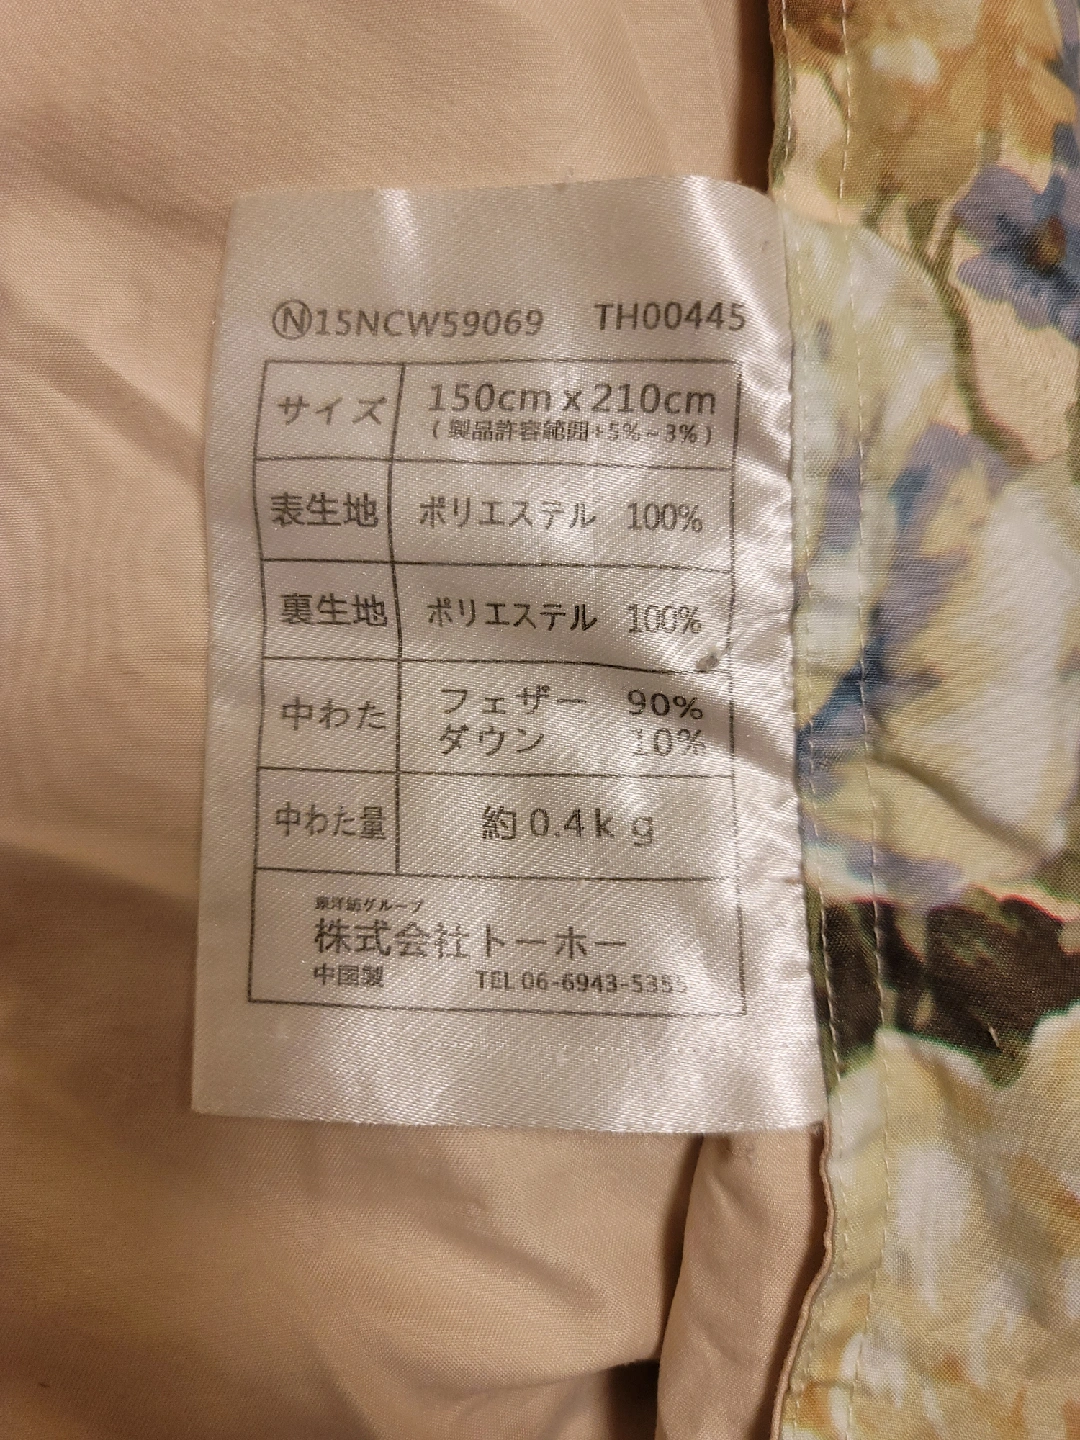 Ⓝ15NCW59069 TH00445
サイズ 150cm x 210cm
(製品許容範囲+5%~3%)
表生地 ポリエステル 100%
裏生地 ポリエステル 100%
中わた フェザー 90%
ダウン 10%
中わた量 約0.4kg
東洋紡グループ
株式会社トーホー
中国製 TEL 06-6943-5355